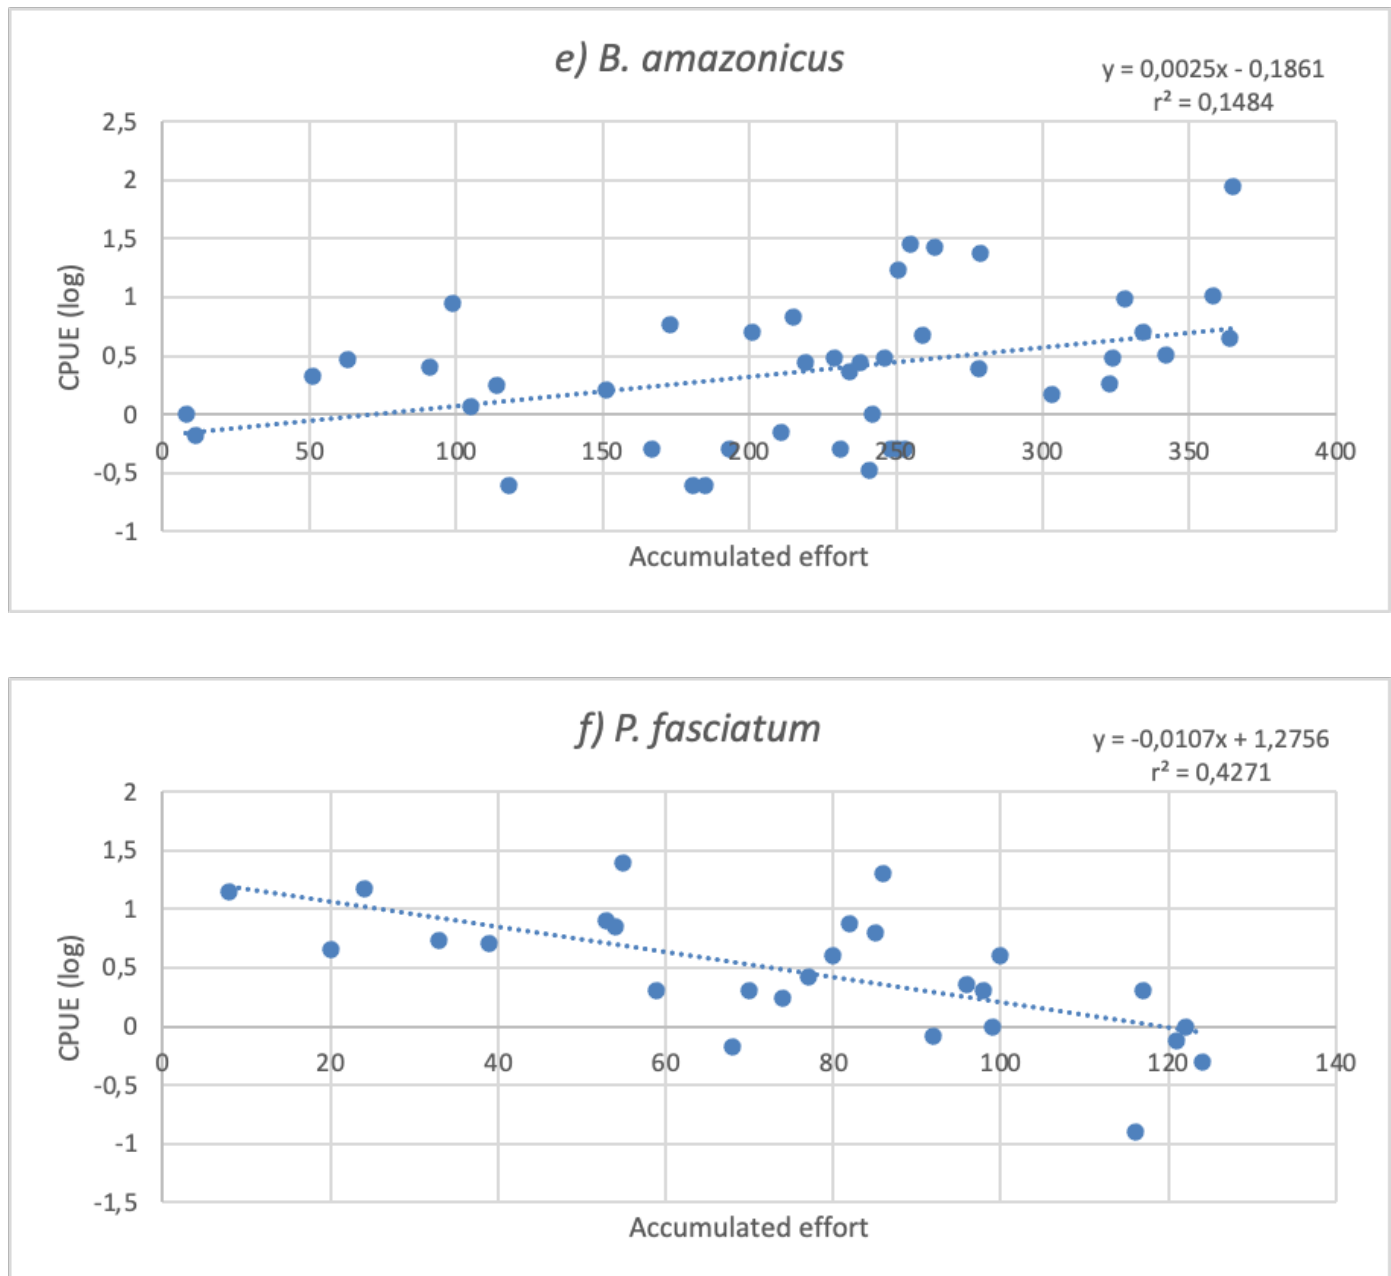 e) B. amazonicus
y = 0,0025x - 0,1861
r² = 0,1484
2,5
2
1,5
1
0,5
0
-0,5
-1
CPUE (log)
0 50 100 150 200 250 300 350 400
Accumulated effort
f) P. fasciatum
y = -0,0107x + 1,2756
r² = 0,4271
2
1,5
1
0,5
0
-0,5
-1
-1,5
CPUE (log)
0 20 40 60 80 100 120 140
Accumulated effort